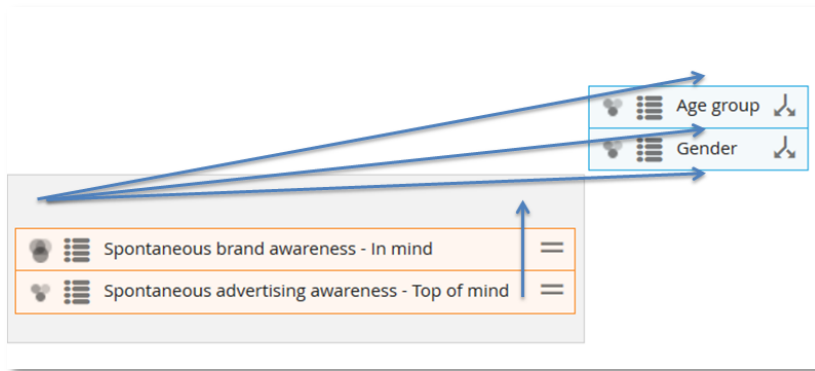 Age group
Gender
Spontaneous brand awareness - In mind
Spontaneous advertising awareness - Top of mind